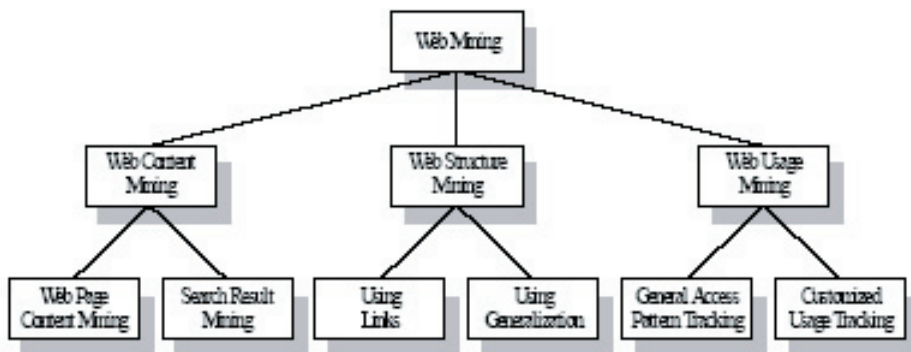 Web Mining
Web Content
Mining
Web Structure
Mining
Web Usage
Mining
Web Page
Content Mining
Search Result
Mining
Using
Links
Using
Generalization
General Access
Pattern Tracking
Customized
Usage Tracking